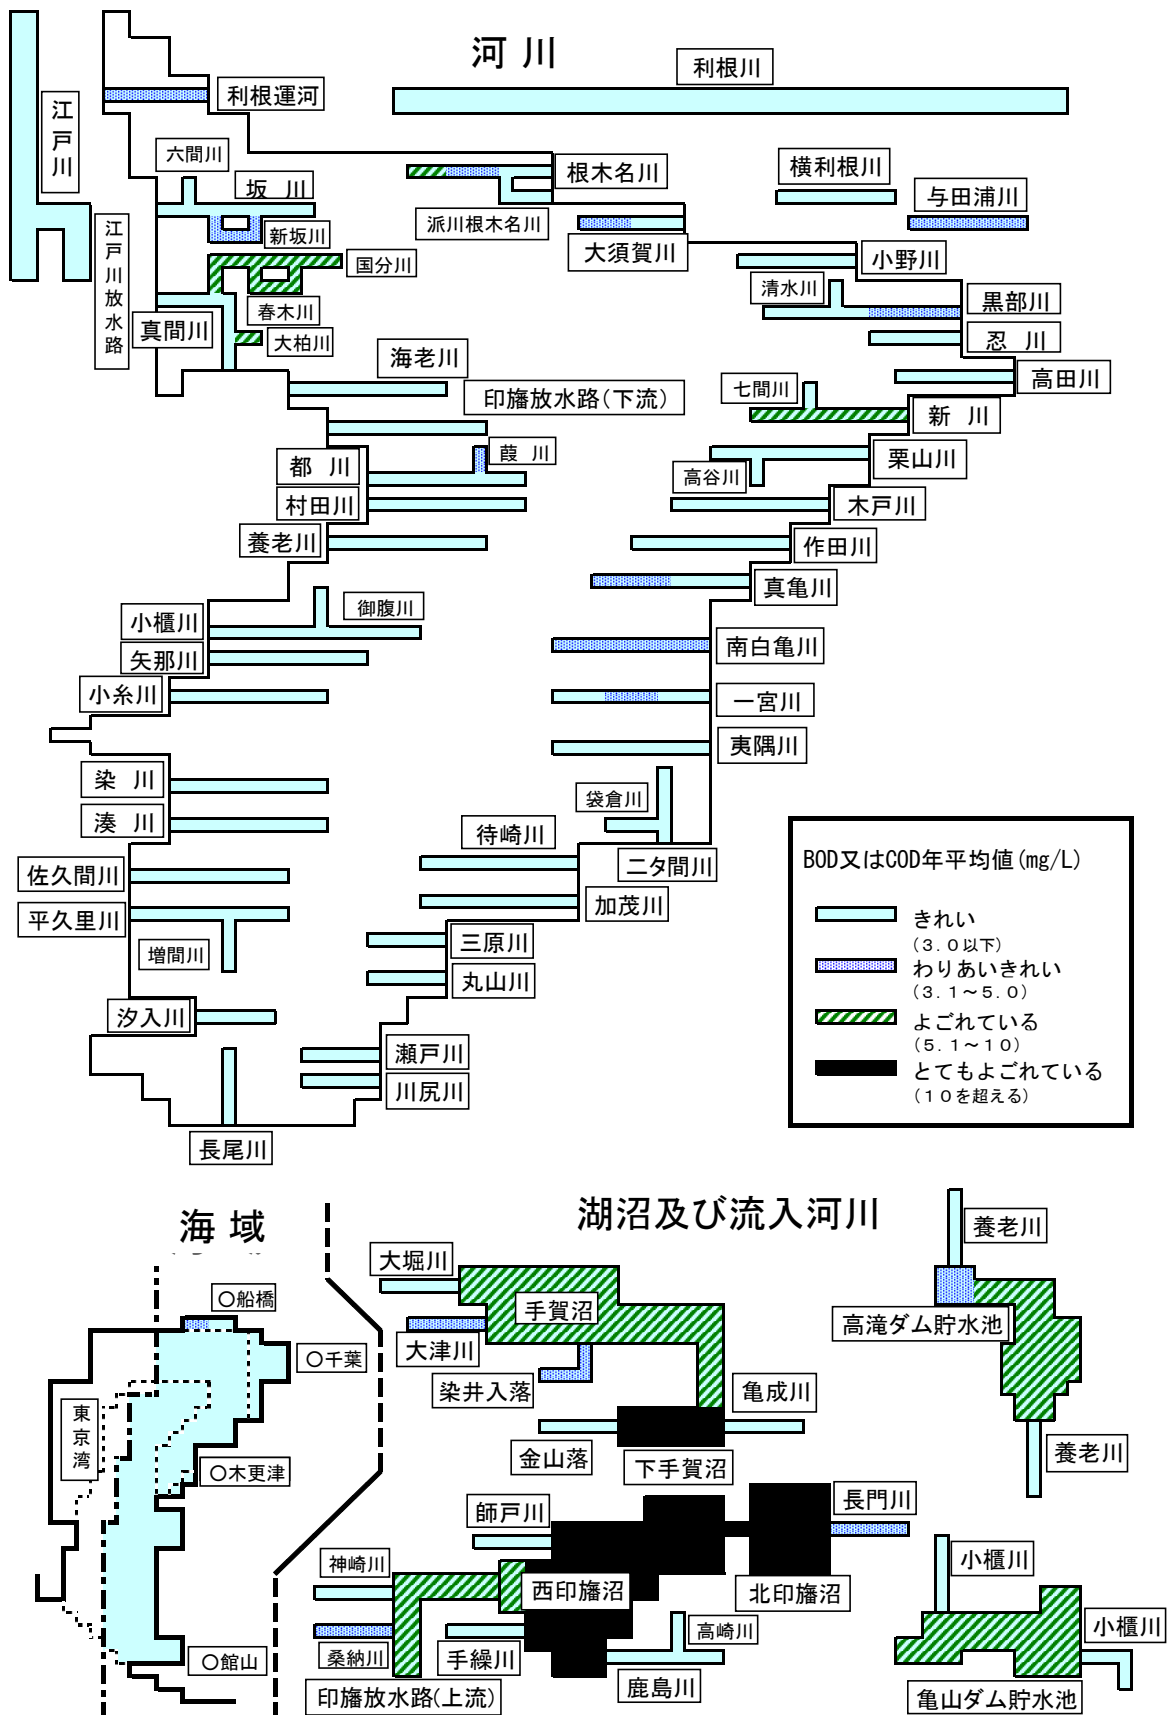 河川
利根川
江戸川
利根運河
六間川
坂川
新坂川
根木名川
派川根木名川
横利根川
与田浦川
大須賀川
江戸川放水路
国分川
春木川
真間川
大柏川
小野川
清水川
黒部川
忍川
海老川
高田川
印旛放水路(下流)
七間川
新川
都川
葭川
栗山川
高谷川
村田川
木戸川
養老川
作田川
真亀川
小櫃川
御腹川
矢那川
南白亀川
小糸川
一宮川
夷隅川
染川
袋倉川
湊川
待崎川
二タ間川
佐久間川
平久里川
加茂川
増間川
三原川
丸山川
汐入川
瀬戸川
川尻川
長尾川
BOD又はCOD年平均値(mg/L)
きれい
(3.0以下)
わりあいきれい
(3.1～5.0)
よごれている
(5.1～10)
とてもよごれている
(10を超える)
海域
○船橋
○千葉
東京湾
○木更津
○館山
湖沼及び流入河川
大堀川
手賀沼
大津川
染井入落
亀成川
金山落
下手賀沼
養老川
高滝ダム貯水池
養老川
師戸川
長門川
神崎川
西印旛沼
北印旛沼
桑納川
手繰川
高崎川
印旛放水路(上流)
鹿島川
小櫃川
小櫃川
亀山ダム貯水池